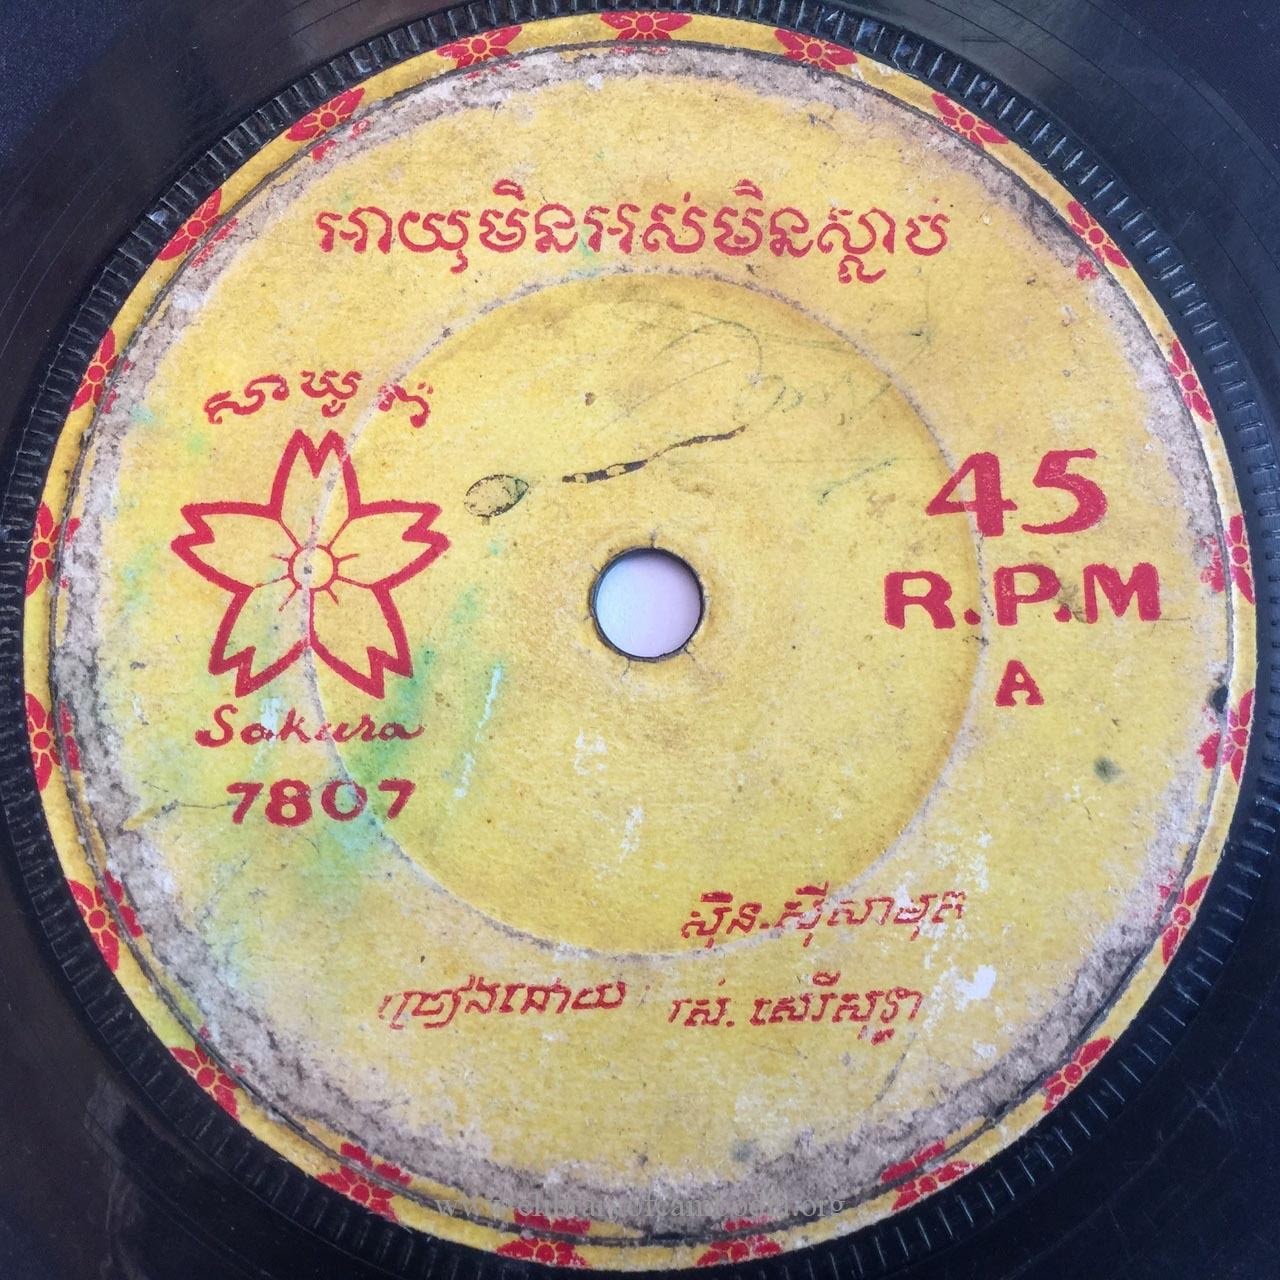 អាយុមិនអស់មិនស្លាប់
សាឃូរ៉ា
45
R.P.M
A
Sakura
7807
ស៊ិន.ស៊ីសាមុត
ច្រៀងដោយ រស់. សេរីសុទ្ធា